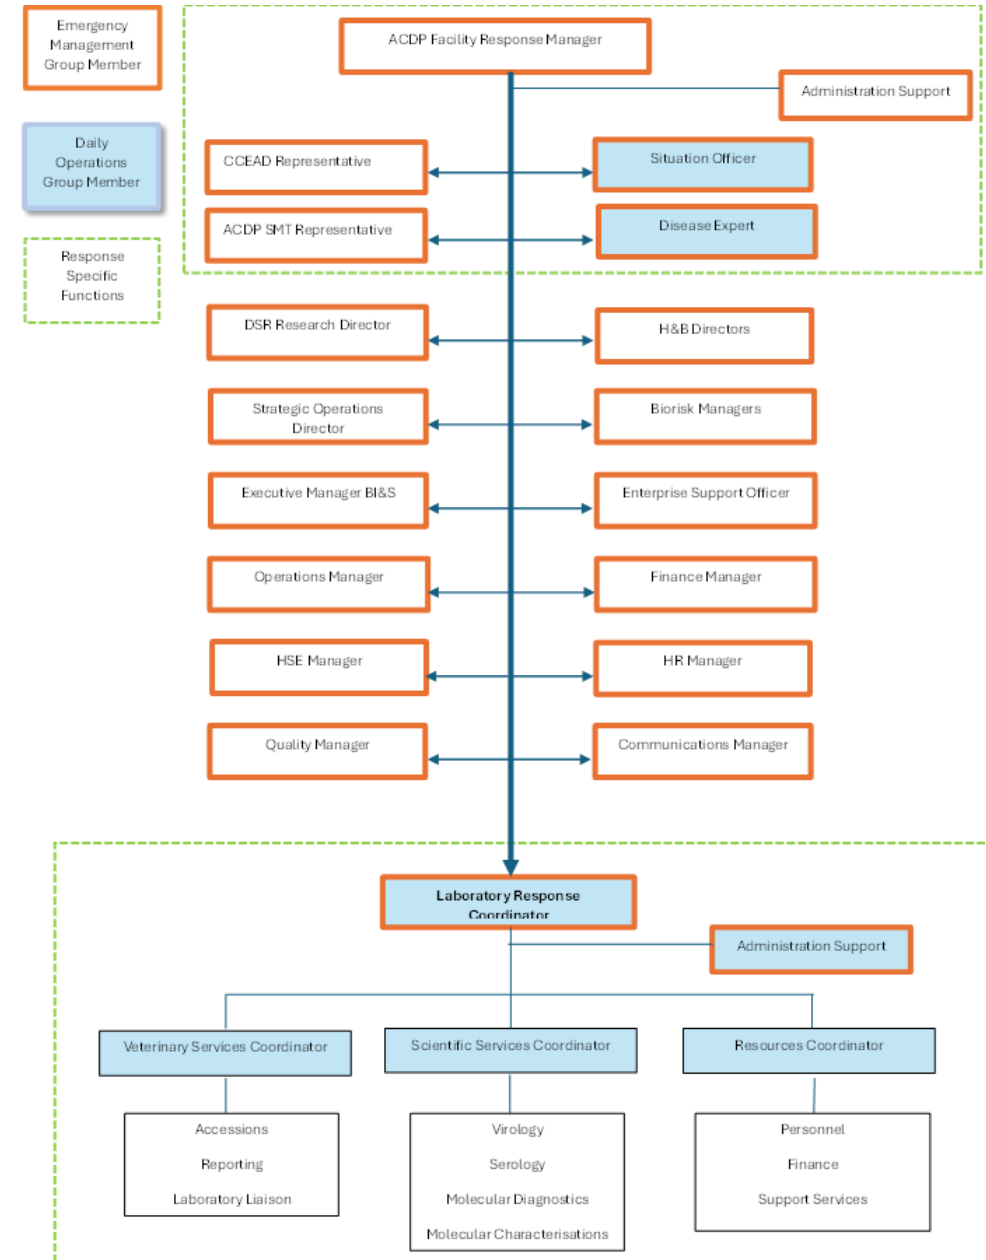 Emergency
Management
Group Member
Daily
Operations
Group Member
Response
Specific
Functions
ACDP Facility Response Manager
Administration Support
CCEAD Representative
Situation Officer
ACDP SMT Representative
Disease Expert
DSR Research Director
H&B Directors
Strategic Operations
Director
Biorisk Managers
Executive Manager BI&S
Enterprise Support Officer
Operations Manager
Finance Manager
HSE Manager
HR Manager
Quality Manager
Communications Manager
Laboratory Response
Coordinator
Administration Support
Veterinary Services Coordinator
Scientific Services Coordinator
Resources Coordinator
Accessions
Reporting
Laboratory Liaison
Virology
Serology
Molecular Diagnostics
Molecular Characterisations
Personnel
Finance
Support Services